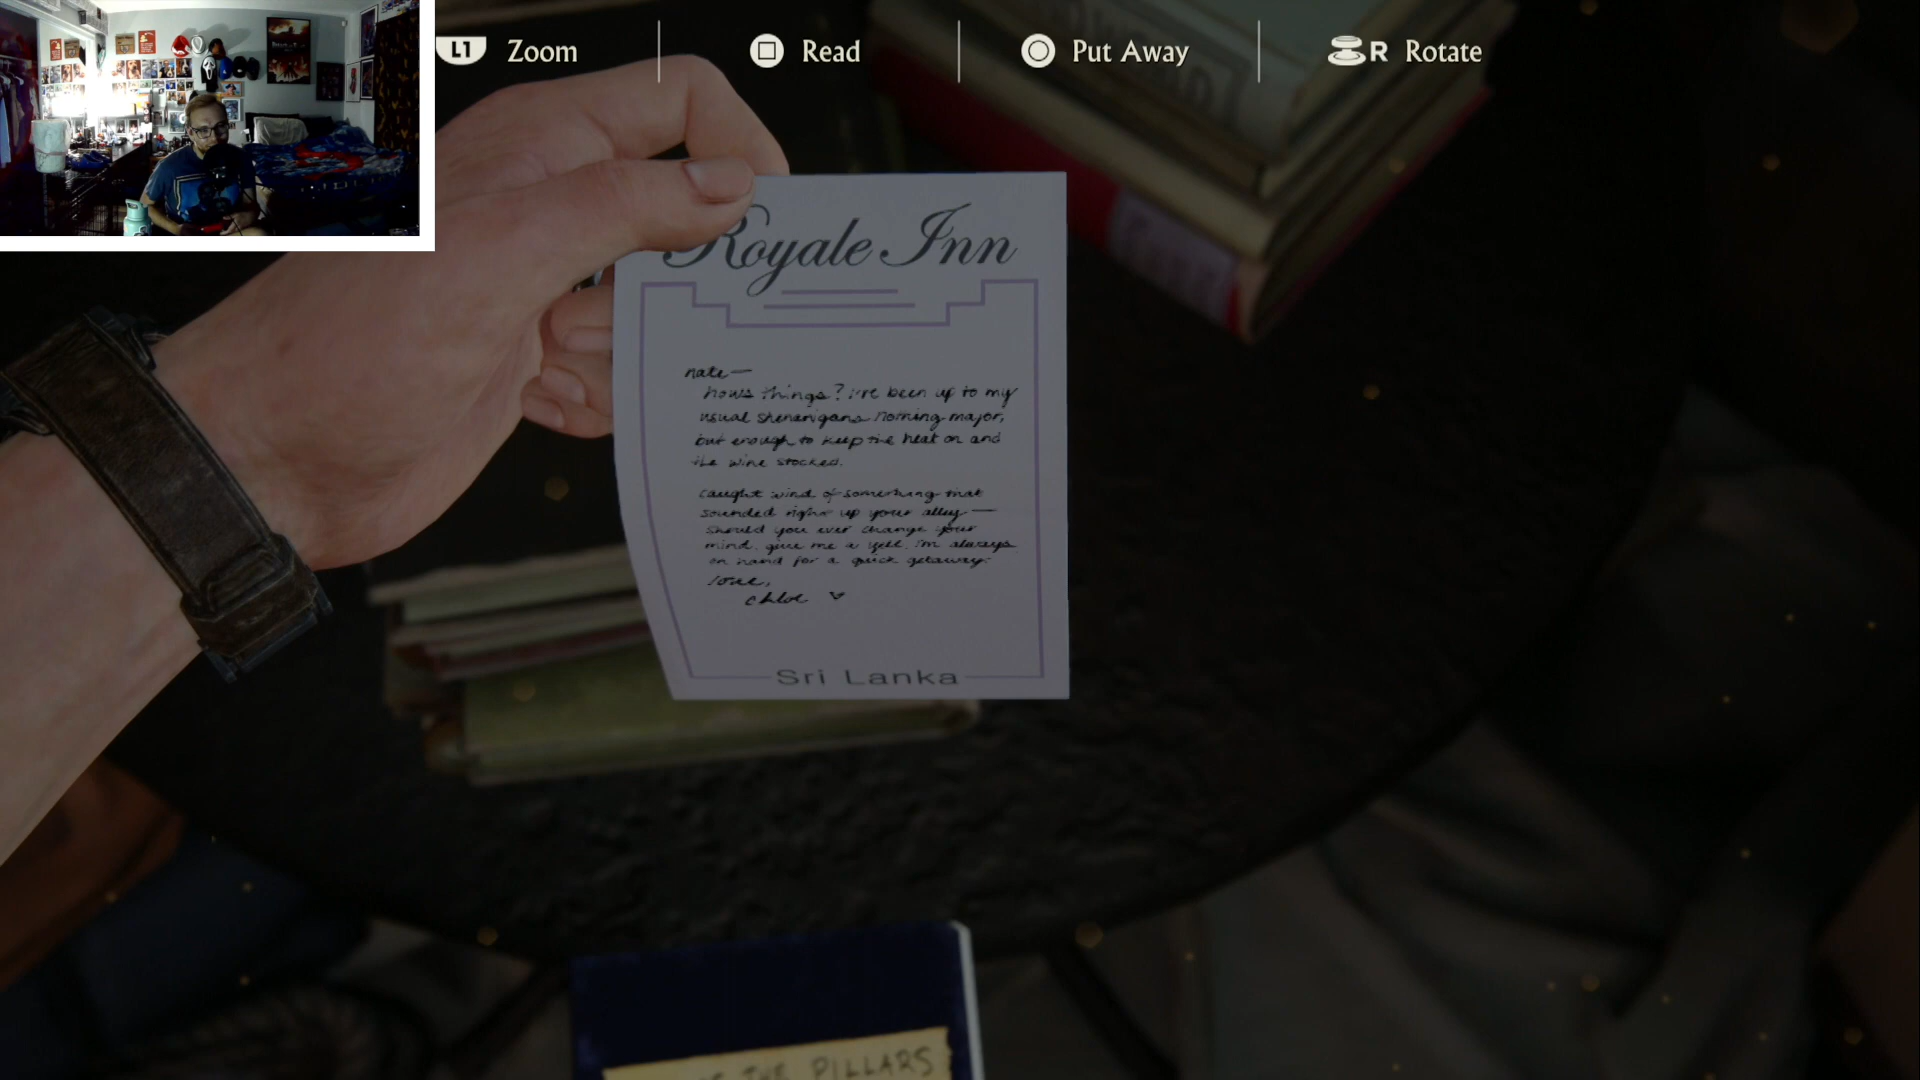 L1 Zoom
Read
Put Away
R Rotate
Royale Inn
nate—
how's things? I've been up to my
usual shenanigans. Nothing major,
but enough to keep the heat on and
the wine stocked.
caught wind of something that
sounded right up your alley—
should you ever change your
mind, give me a yell. I'm always
on hand for a quick getaway.
love,
chloe
Sri Lanka
THE PILLARS